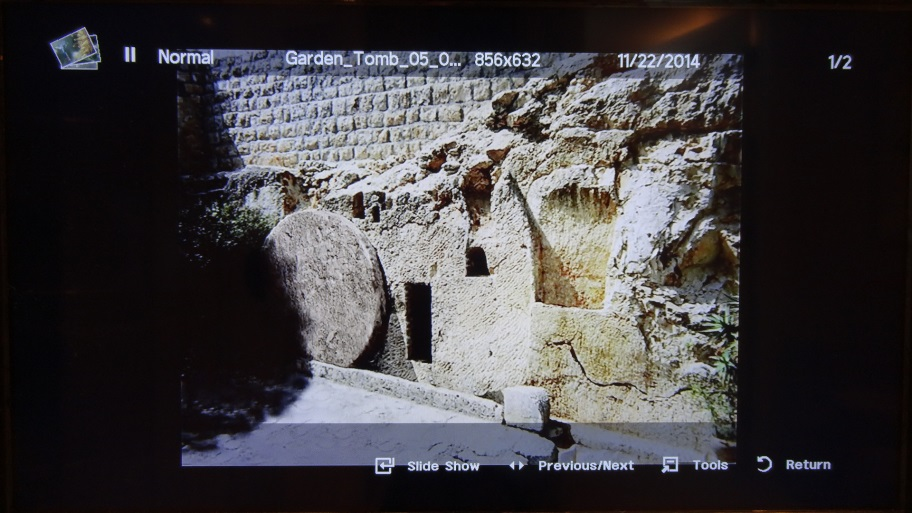 Normal Garden_Tomb_05_0... 856x632 11/22/2014 1/2
Slide Show Previous/Next Tools Return